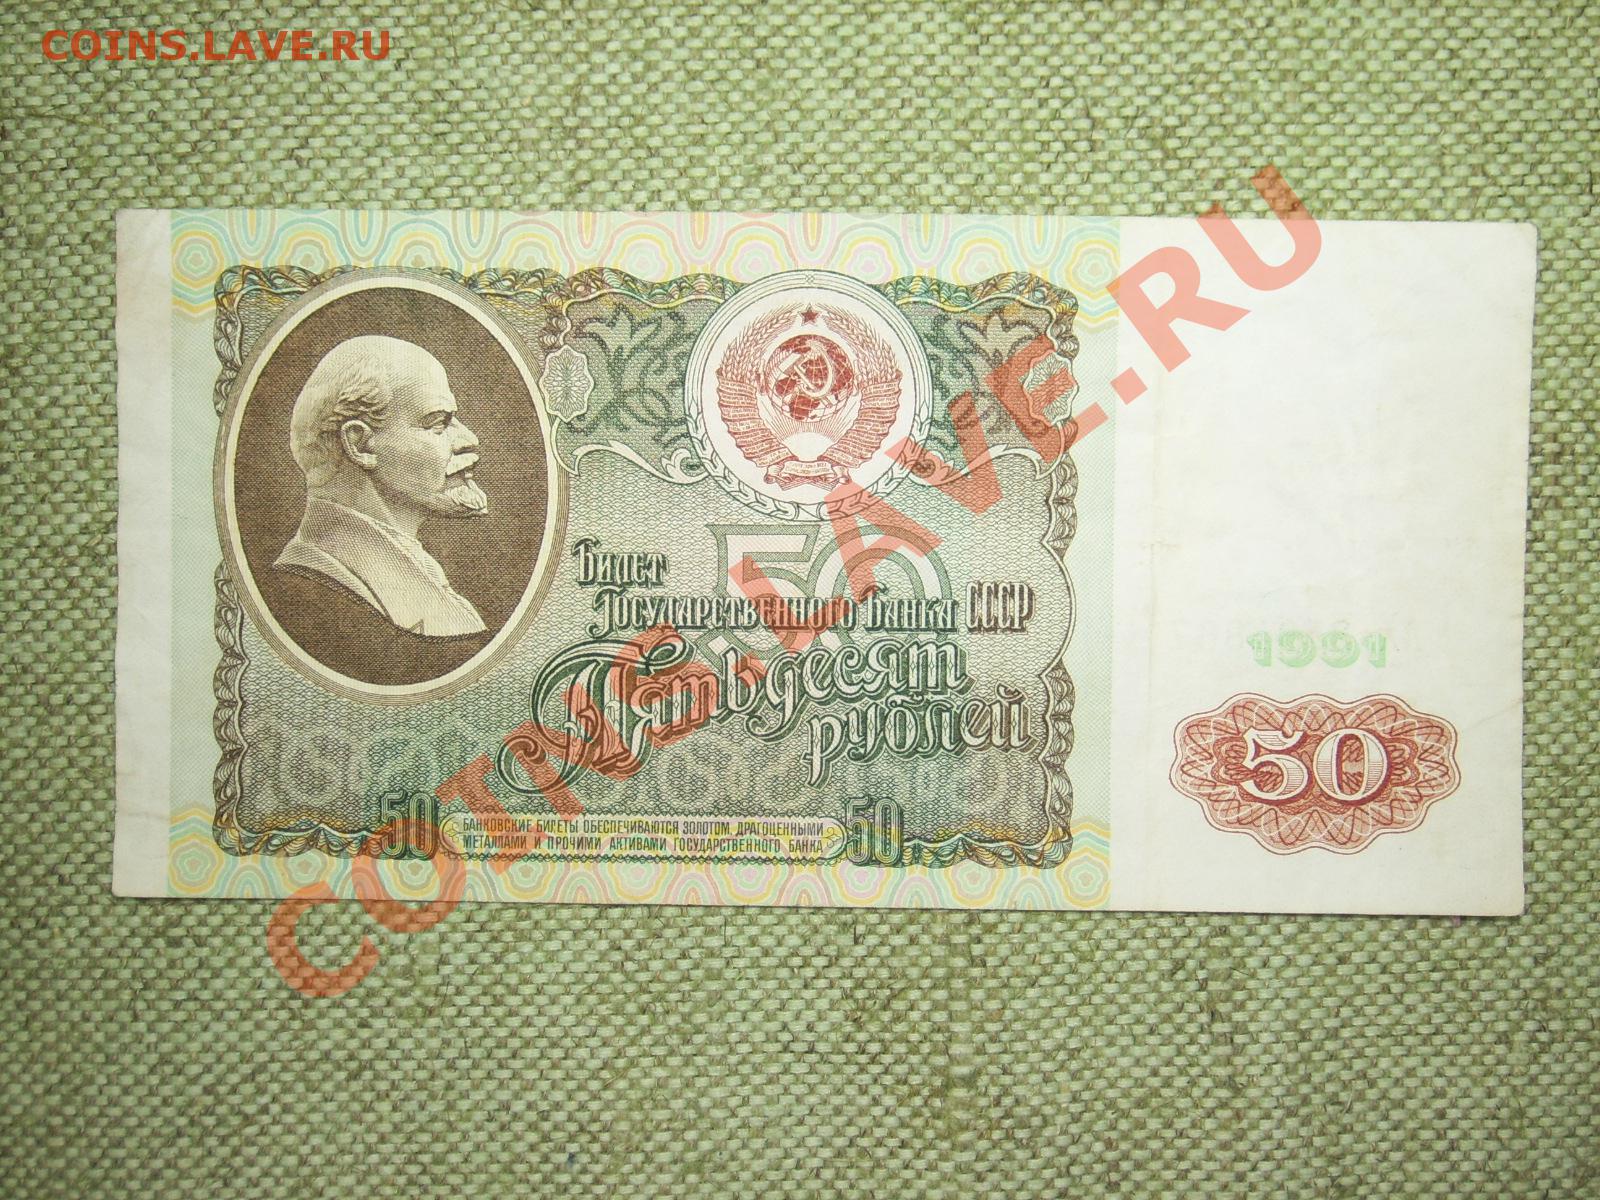 COINS.LAVE.RU
COINS.LAVE.RU
50
Билет
Государственного Банка СССР
Пятьдесят
рублей
1991
50
50
БАНКОВСКИЕ БИЛЕТЫ ОБЕСПЕЧИВАЮТСЯ ЗОЛОТОМ, ДРАГОЦЕННЫМИ
МЕТАЛЛАМИ И ПРОЧИМИ АКТИВАМИ ГОСУДАРСТВЕННОГО БАНКА
50